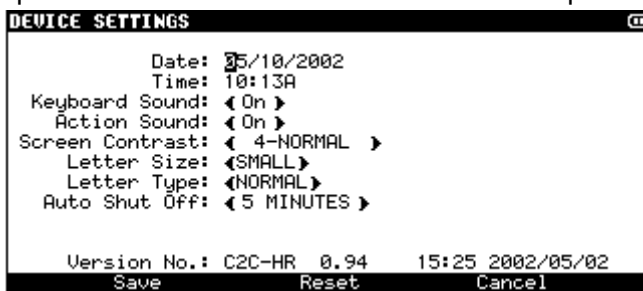 DEVICE SETTINGS
Date: 05/10/2002
Time: 10:13A
Keyboard Sound: On
Action Sound: On
Screen Contrast: 4-NORMAL
Letter Size: SMALL
Letter Type: NORMAL
Auto Shut Off: 5 MINUTES
Version No.: C2C-HR 0.94 15:25 2002/05/02
Save Reset Cancel